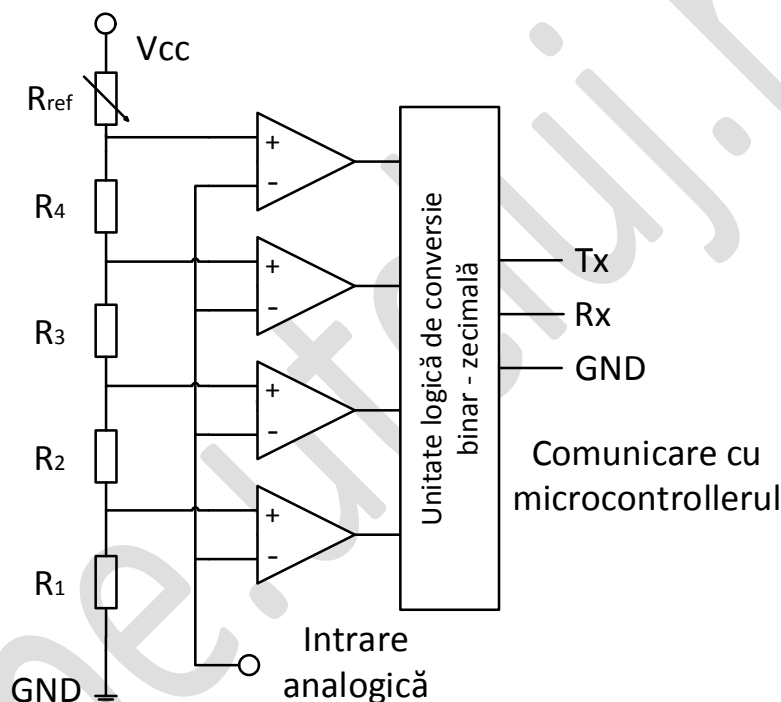 Vcc
Rref
+
-
R4
+
-
R3
+
-
R2
+
-
R1
Unitate logică de conversie
binar - zecimală
Tx
Rx
GND
Comunicare cu
microcontrollerul
Intrare
analogică
GND